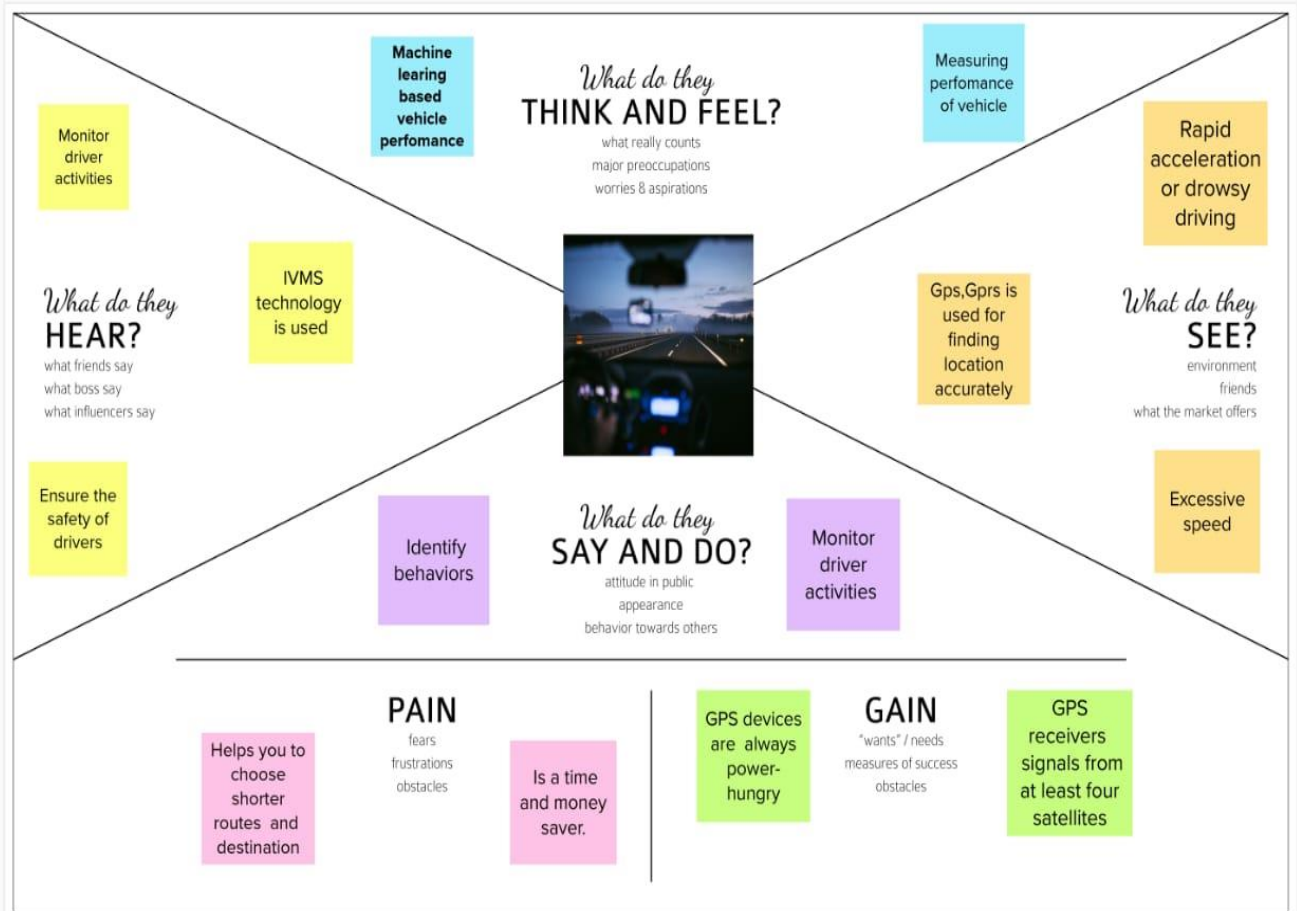 Machine
learing
based
vehicle
perfomance
What do they
THINK AND FEEL?
what really counts
major preoccupations
worries & aspirations
Measuring
perfomance
of vehicle
Monitor
driver
activities
IVMS
technology
is used
What do they
HEAR?
what friends say
what boss say
what influencers say
Ensure the
safety of
drivers
Rapid
acceleration
or drowsy
driving
Gps,Gprs is
used for
finding
location
accurately
What do they
SEE?
environment
friends
what the market offers
Excessive
speed
Identify
behaviors
What do they
SAY AND DO?
attitude in public
appearance
behavior towards others
Monitor
driver
activities
PAIN
fears
frustrations
obstacles
Helps you to
choose
shorter
routes and
destination
Is a time
and money
saver.
GPS devices
are always
power-
hungry
GAIN
"wants" / needs
measures of success
obstacles
GPS
receivers
signals from
at least four
satellites